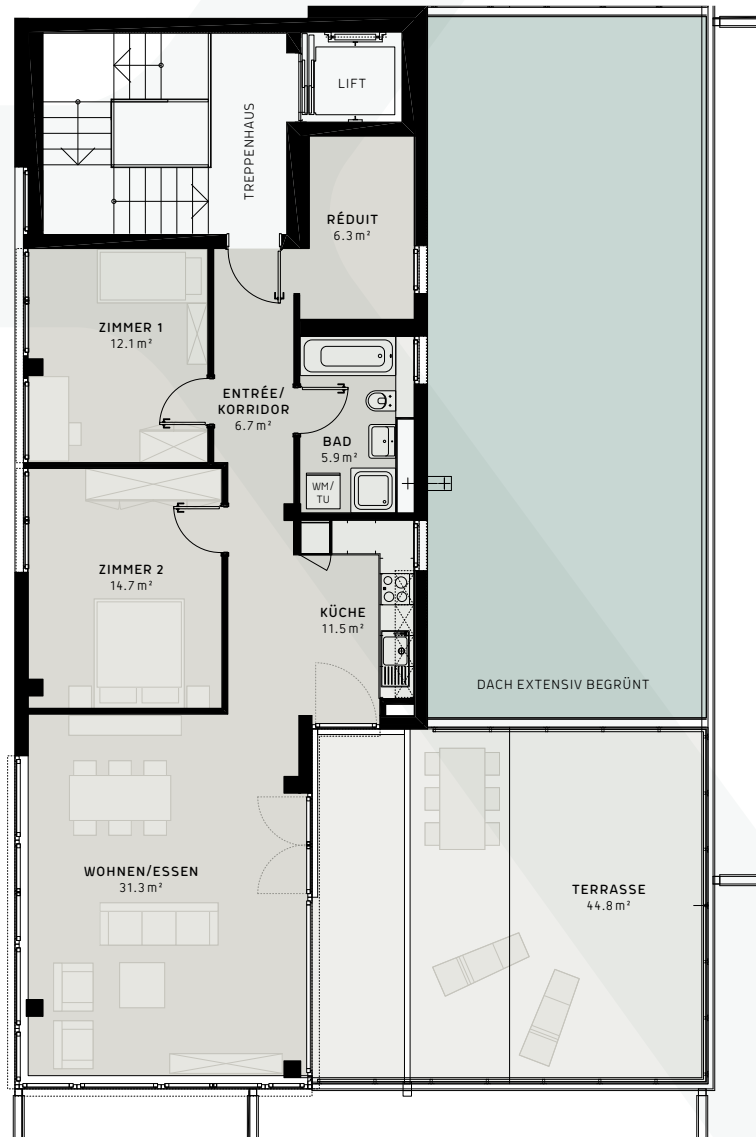 LIFT
TREPPENHAUS
RÉDUIT
6.3 m²
ZIMMER 1
12.1 m²
ENTRÉE/
KORRIDOR
6.7 m²
BAD
5.9 m²
WM/
TU
ZIMMER 2
14.7 m²
KÜCHE
11.5 m²
DACH EXTENSIV BEGRÜNT
WOHNEN/ESSEN
31.3 m²
TERRASSE
44.8 m²